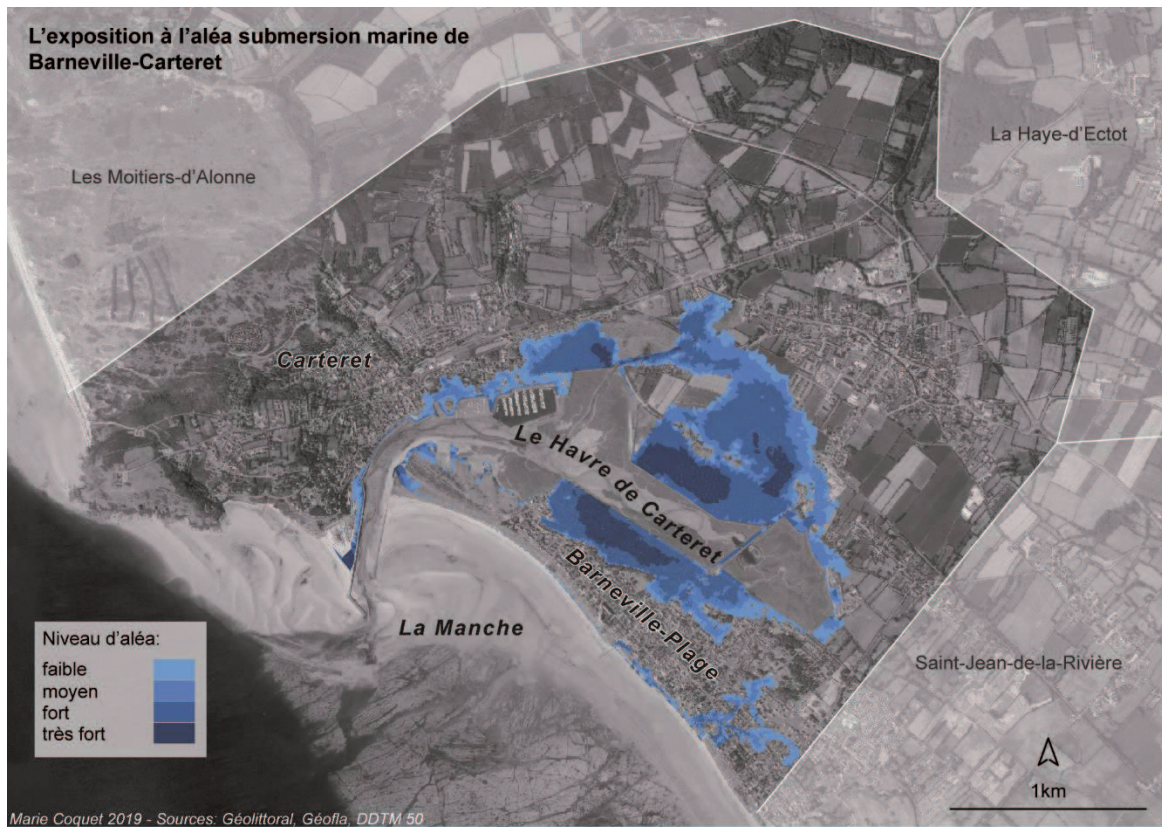 L'exposition à l'aléa submersion marine de
Barneville-Carteret
La Haye-d'Ectot
Les Moitiers-d'Alonne
Carteret
Le Havre de Carteret
Barneville-Plage
La Manche
Saint-Jean-de-la-Rivière
Niveau d'aléa:
faible
moyen
fort
très fort
1km
Marie Coquet 2019 - Sources: Géolittoral, Géofla, DDTM 50